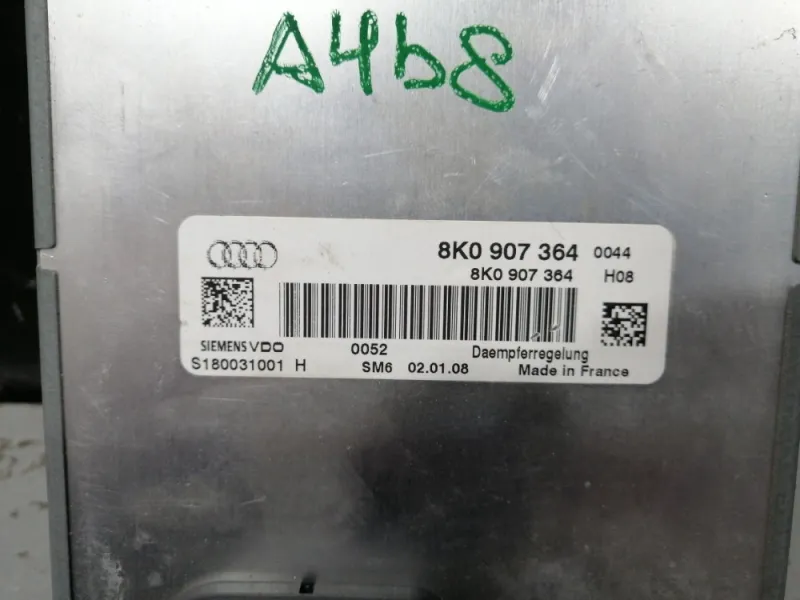 A4b8
8K0 907 364 0044
8K0 907 364 H08
SIEMENS VDO 0052 Daempferregelung
S180031001 H SM6 02.01.08 Made in France